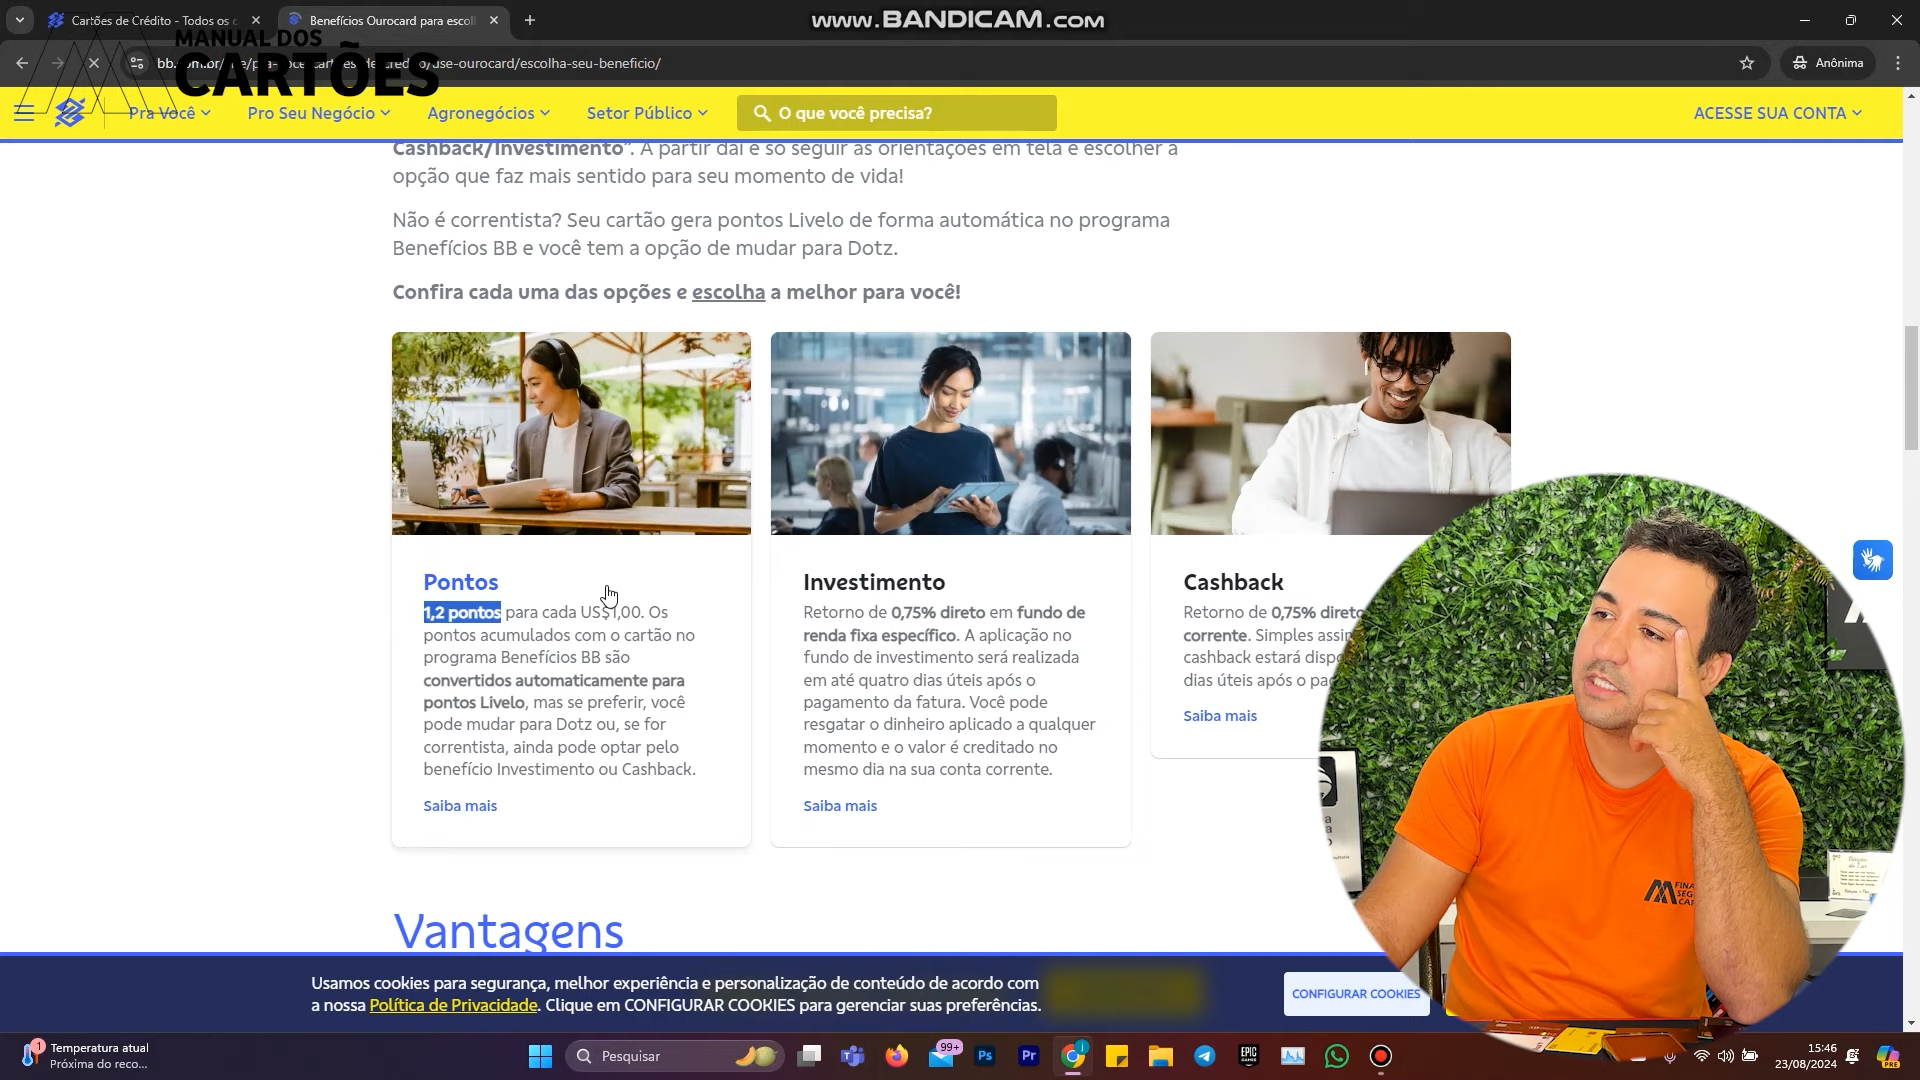 www.BANDICAM.com
Cartões de Crédito - Todos os c
Benefícios Ourocard para escol
MANUAL DOS
CARTÕES
escolha-seu-beneficio/
Anônima
Pra Você
Pro Seu Negócio
Agronegócios
Setor Público
O que você precisa?
ACESSE SUA CONTA
Cashback/Investimento". A partir daí é só seguir as orientações em tela e escolher a
opção que faz mais sentido para seu momento de vida!
Não é correntista? Seu cartão gera pontos Livelo de forma automática no programa
Benefícios BB e você tem a opção de mudar para Dotz.
Confira cada uma das opções e escolha a melhor para você!
Pontos
1,2 pontos para cada US$1,00. Os
pontos acumulados com o cartão no
programa Benefícios BB são
convertidos automaticamente para
pontos Livelo, mas se preferir, você
pode mudar para Dotz ou, se for
correntista, ainda pode optar pelo
benefício Investimento ou Cashback.
Saiba mais
Investimento
Retorno de 0,75% direto em fundo de
renda fixa específico. A aplicação no
fundo de investimento será realizada
em até quatro dias úteis após o
pagamento da fatura. Você pode
resgatar o dinheiro aplicado a qualquer
momento e o valor é creditado no
mesmo dia na sua conta corrente.
Saiba mais
Cashback
Retorno de 0,75% direto
corrente. Simples assi
cashback estará disp
dias úteis após o pa
Saiba mais
Vantagens
Usamos cookies para segurança, melhor experiência e personalização de conteúdo de acordo com
a nossa Política de Privacidade. Clique em CONFIGURAR COOKIES para gerenciar suas preferências.
CONFIGURAR COOKIES
1
Temperatura atual
Próxima do reco...
Pesquisar
99+
Ps
Pr
EPIC
GAMES
15:46
23/08/2024
PRE